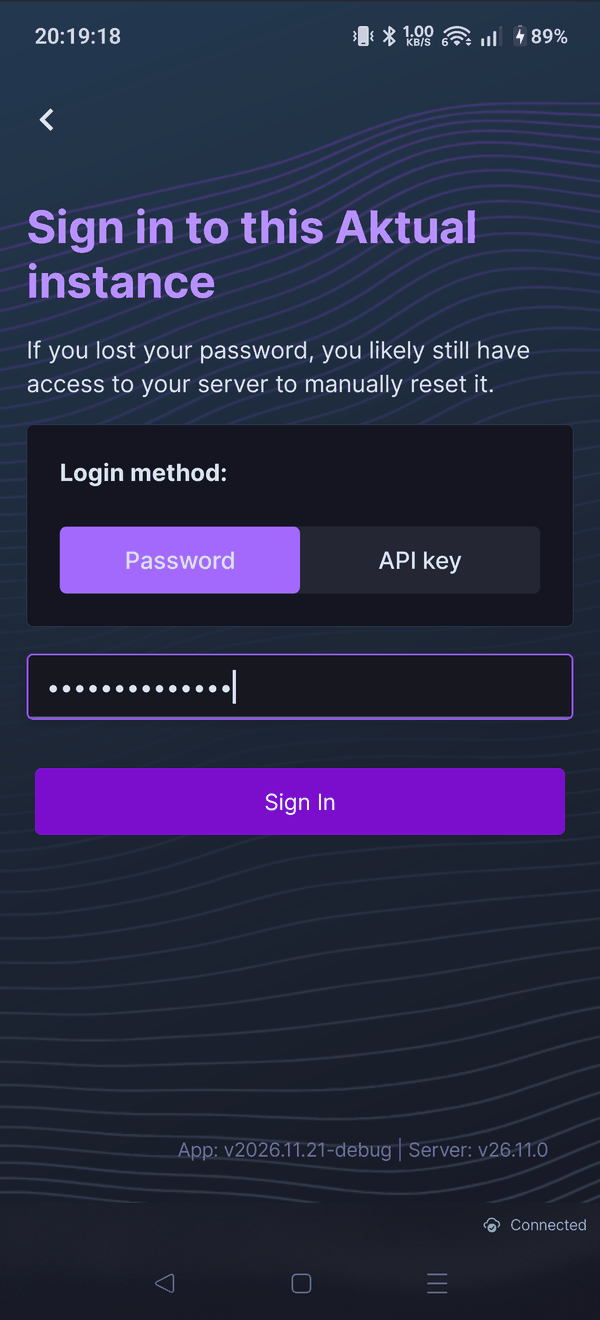 20:19:18
1.00
KB/S
6
89%
Sign in to this Aktual
instance
If you lost your password, you likely still have
access to your server to manually reset it.
Login method:
Password
API key
••••••••••••••
Sign In
App: v2026.11.21-debug | Server: v26.11.0
Connected